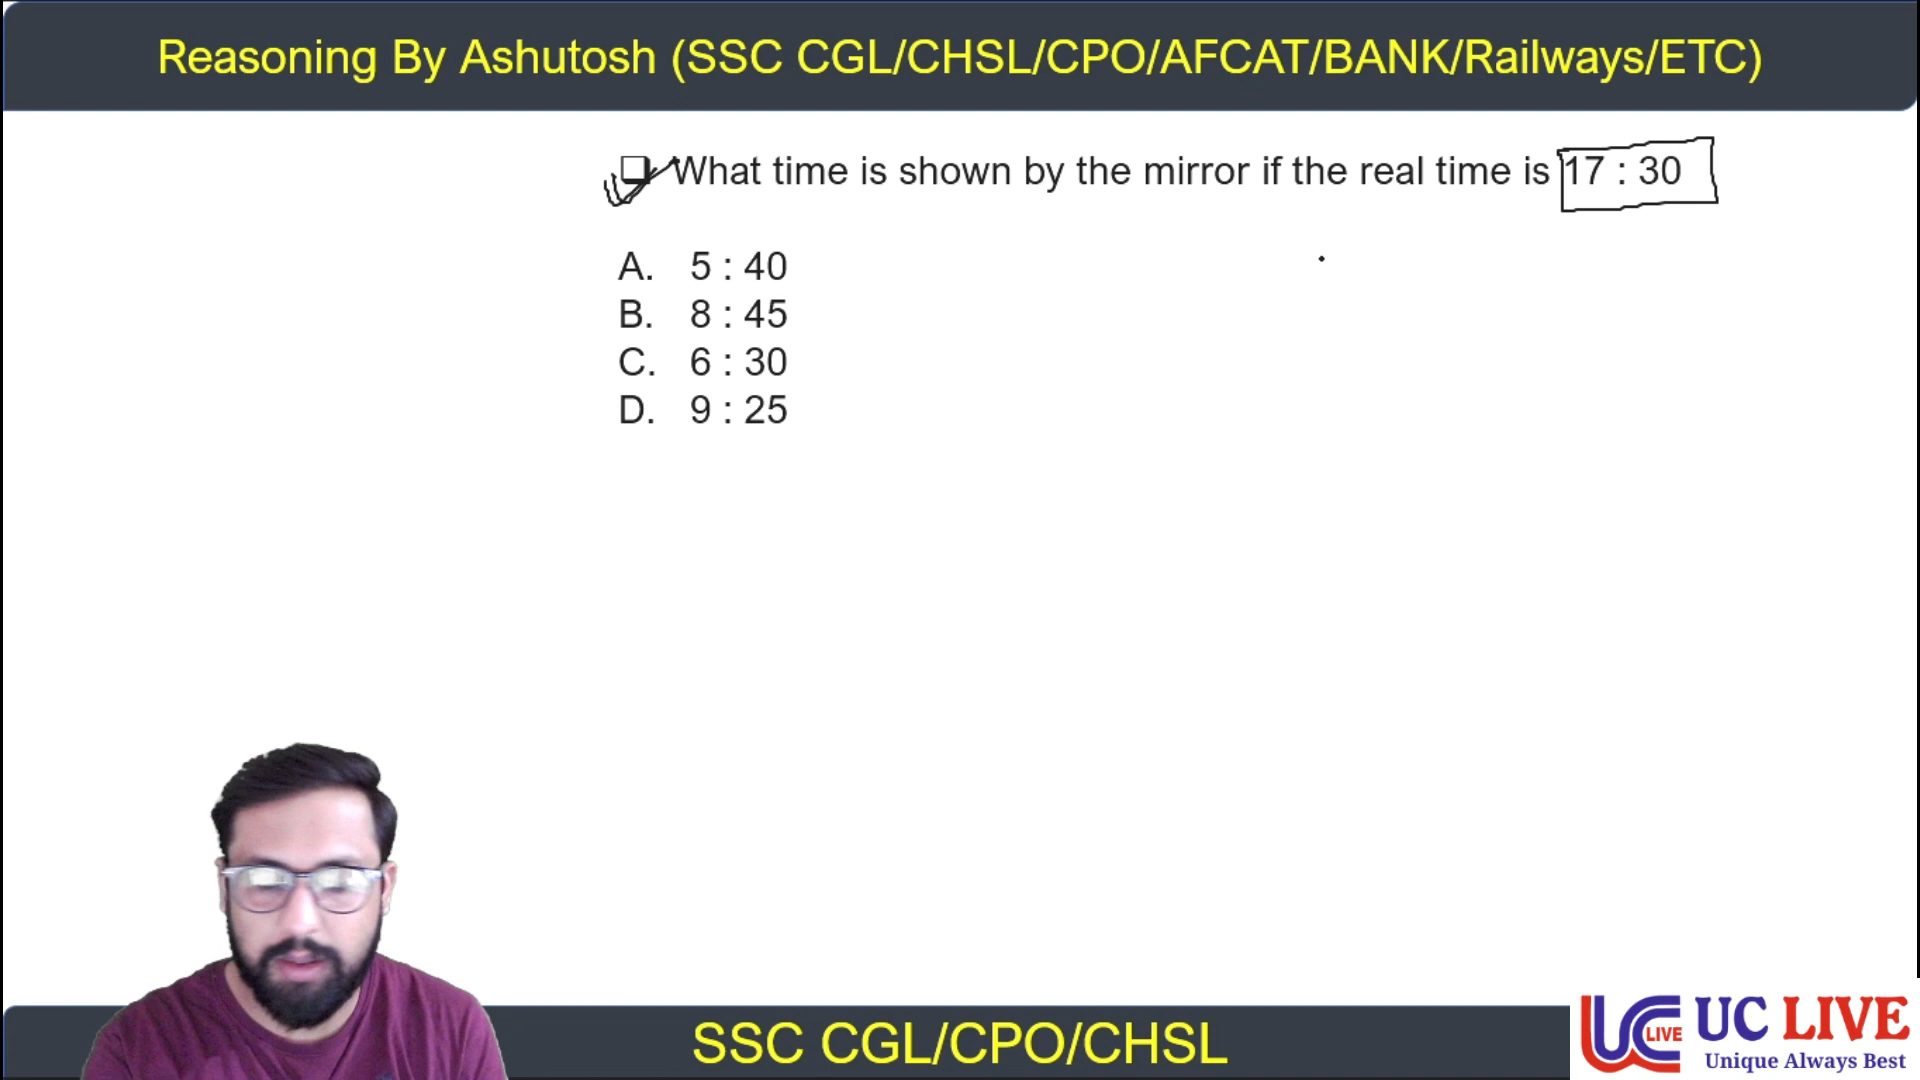 Reasoning By Ashutosh (SSC CGL/CHSL/CPO/AFCAT/BANK/Railways/ETC)
What time is shown by the mirror if the real time is 17 : 30
A. 5 : 40
B. 8 : 45
C. 6 : 30
D. 9 : 25
SSC CGL/CPO/CHSL
UC LIVE UC LIVE
Unique Always Best